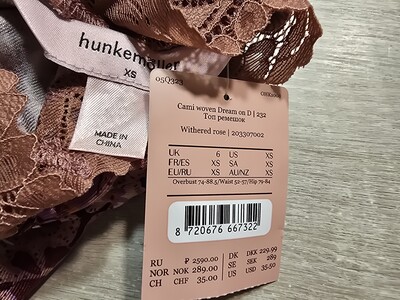 hunkemöller
XS
MADE IN
CHINA
05Q323
Cami woven Dream on D | 232
Топ ремешок
Withered rose | 203307002
UK 6 US XS
FR/ES XS SA XS
EU/RU XS AU/NZ XS
Overbust 74-88.5/Waist 52-57/Hip 79-84
8 720676 667322
RU ₽ 2590.00 DK DKK 229.99
NOR NOK 289.00 SE SEK 289
CH CHF 35.00 US USD 35.50